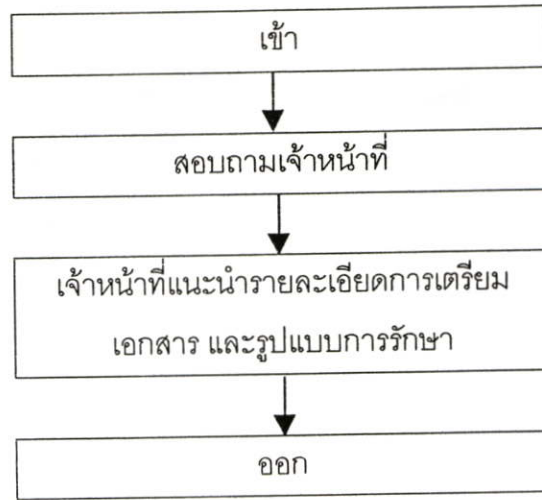 เข้า
สอบถามเจ้าหน้าที่
เจ้าหน้าที่แนะนำรายละเอียดการเตรียม
เอกสาร และรูปแบบการรักษา
ออก